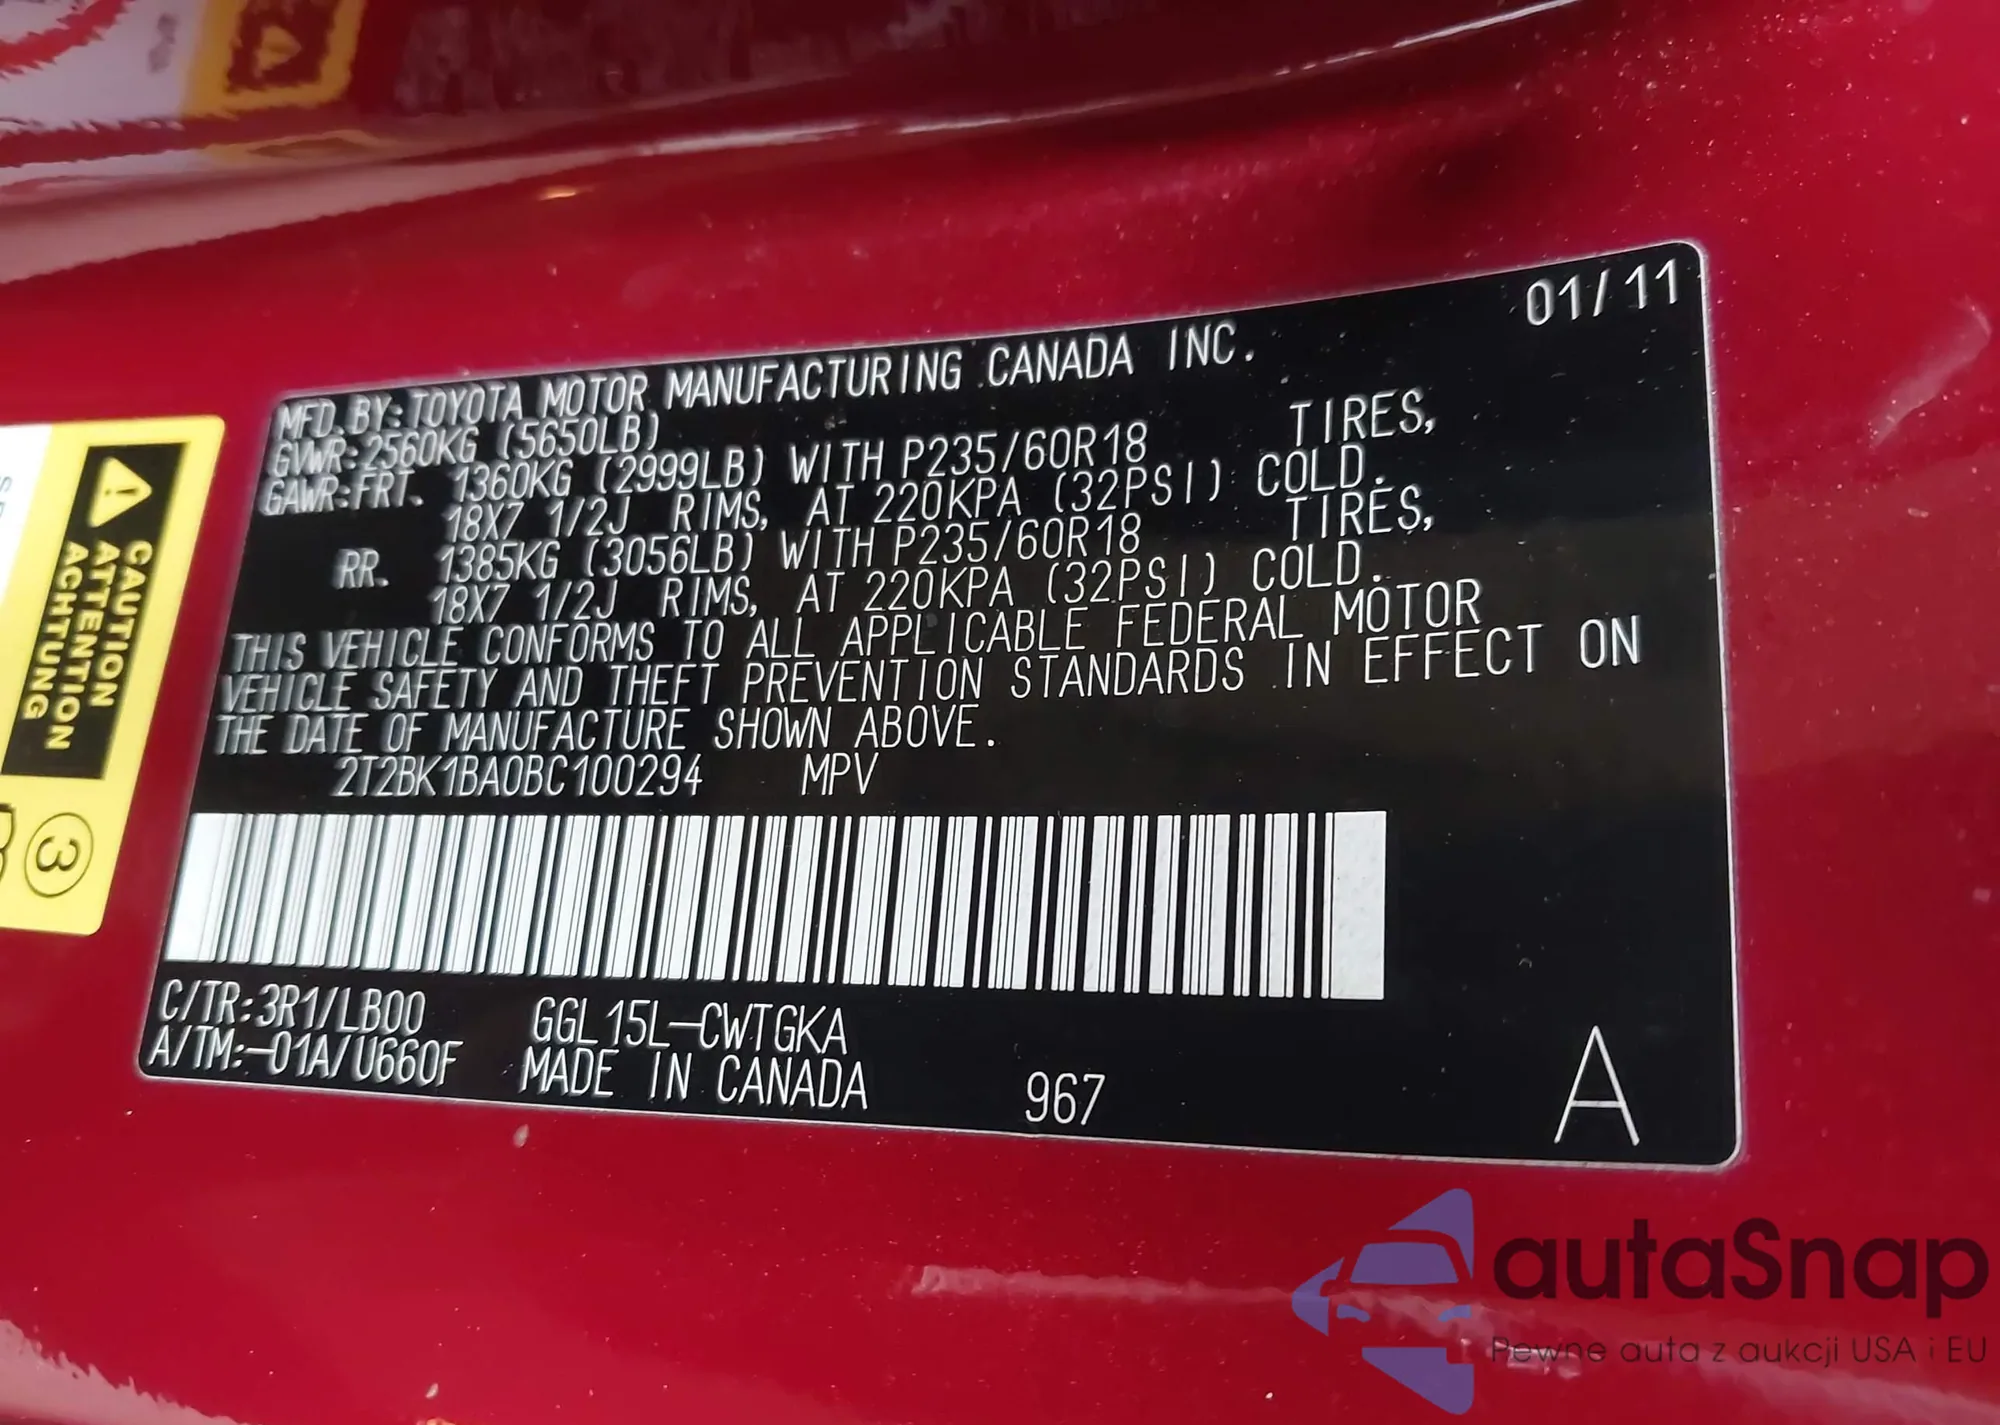 01/11
MFD. BY: TOYOTA MOTOR MANUFACTURING CANADA INC.
GVWR: 2560KG (5650LB)
GAWR: FRT. 1360KG (2999LB) WITH P235/60R18 TIRES,
18X7 1/2J RIMS, AT 220KPA (32PSI) COLD.
RR. 1385KG (3056LB) WITH P235/60R18 TIRES,
18X7 1/2J RIMS, AT 220KPA (32PSI) COLD.
THIS VEHICLE CONFORMS TO ALL APPLICABLE FEDERAL MOTOR
VEHICLE SAFETY AND THEFT PREVENTION STANDARDS IN EFFECT ON
THE DATE OF MANUFACTURE SHOWN ABOVE.
2T2BK1BA0BC100294 MPV
C/TR: 3R1/LB00 GGL15L-CWTGKA
A/TM: -01A/U660F MADE IN CANADA 967 A
CAUTION
ATTENTION
ACHTUNG
3
autaSnap
Pewne auta z aukcji USA i EU